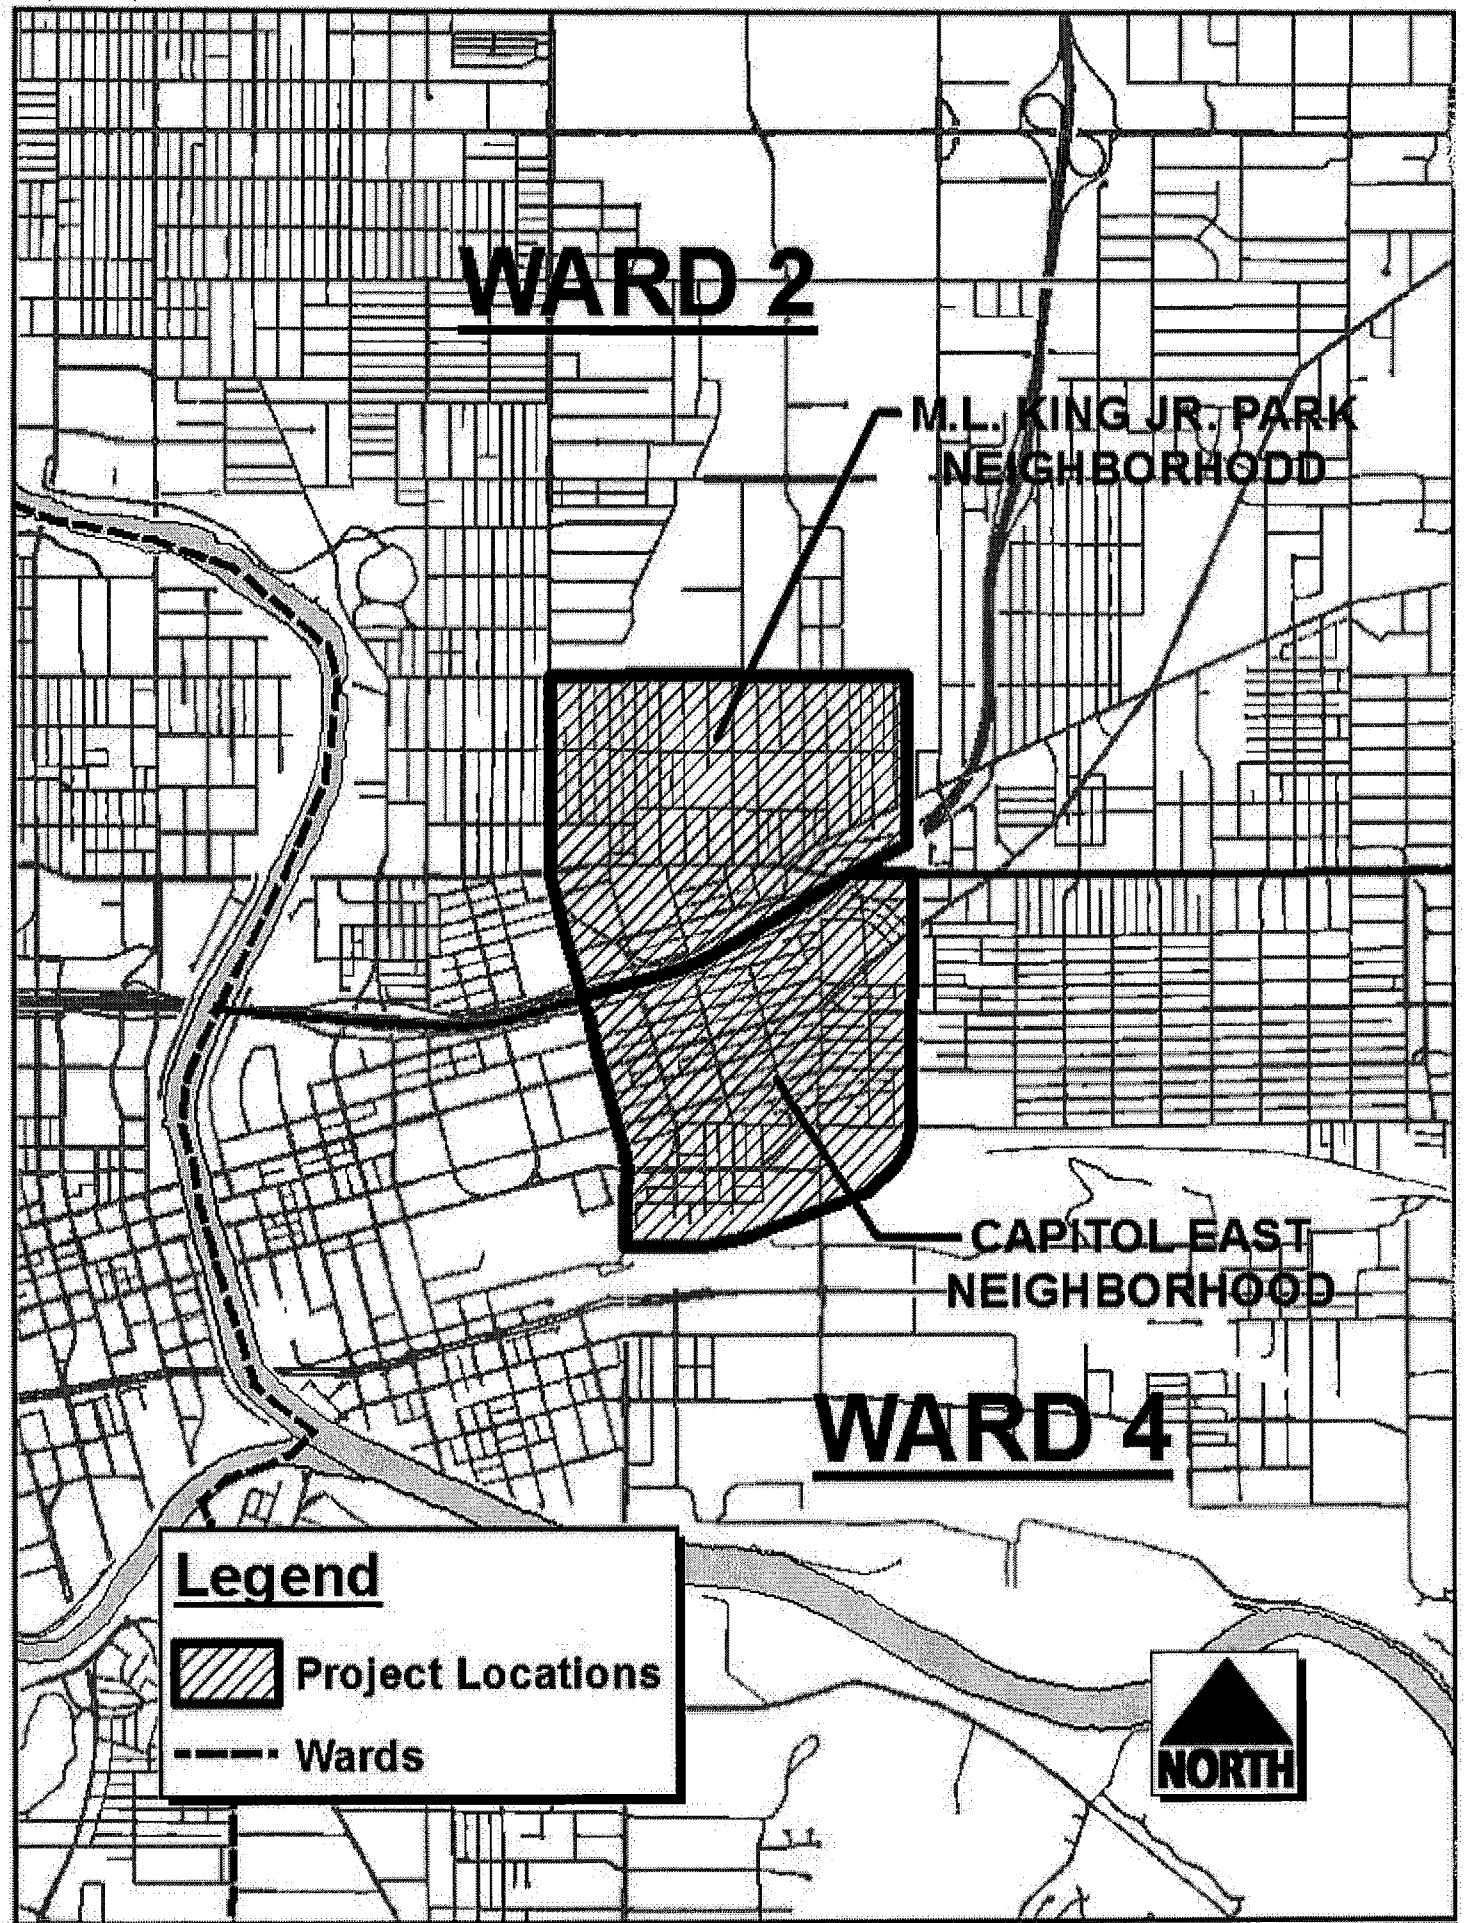 WARD 2
M.L. KING JR. PARK
NEIGHBORHODD
CAPITOL EAST
NEIGHBORHOOD
WARD 4
Legend
Project Locations
Wards
NORTH